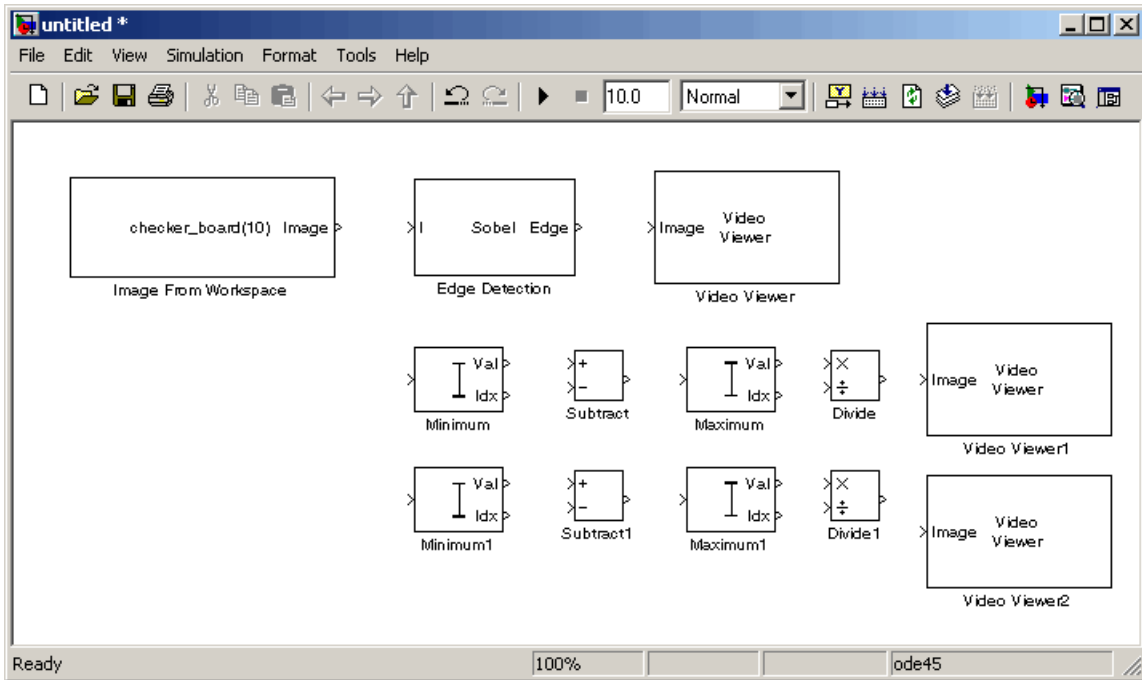 untitled *
File Edit View Simulation Format Tools Help
10.0 Normal
checker_board(10) Image
Image From Workspace
I Sobel Edge
Edge Detection
Image Video Viewer
Video Viewer
Val
Idx
Minimum
+
−
Subtract
Val
Idx
Maximum
×
÷
Divide
Image Video Viewer
Video Viewer1
Val
Idx
Minimum1
+
−
Subtract1
Val
Idx
Maximum1
×
÷
Divide1
Image Video Viewer
Video Viewer2
Ready 100% ode45